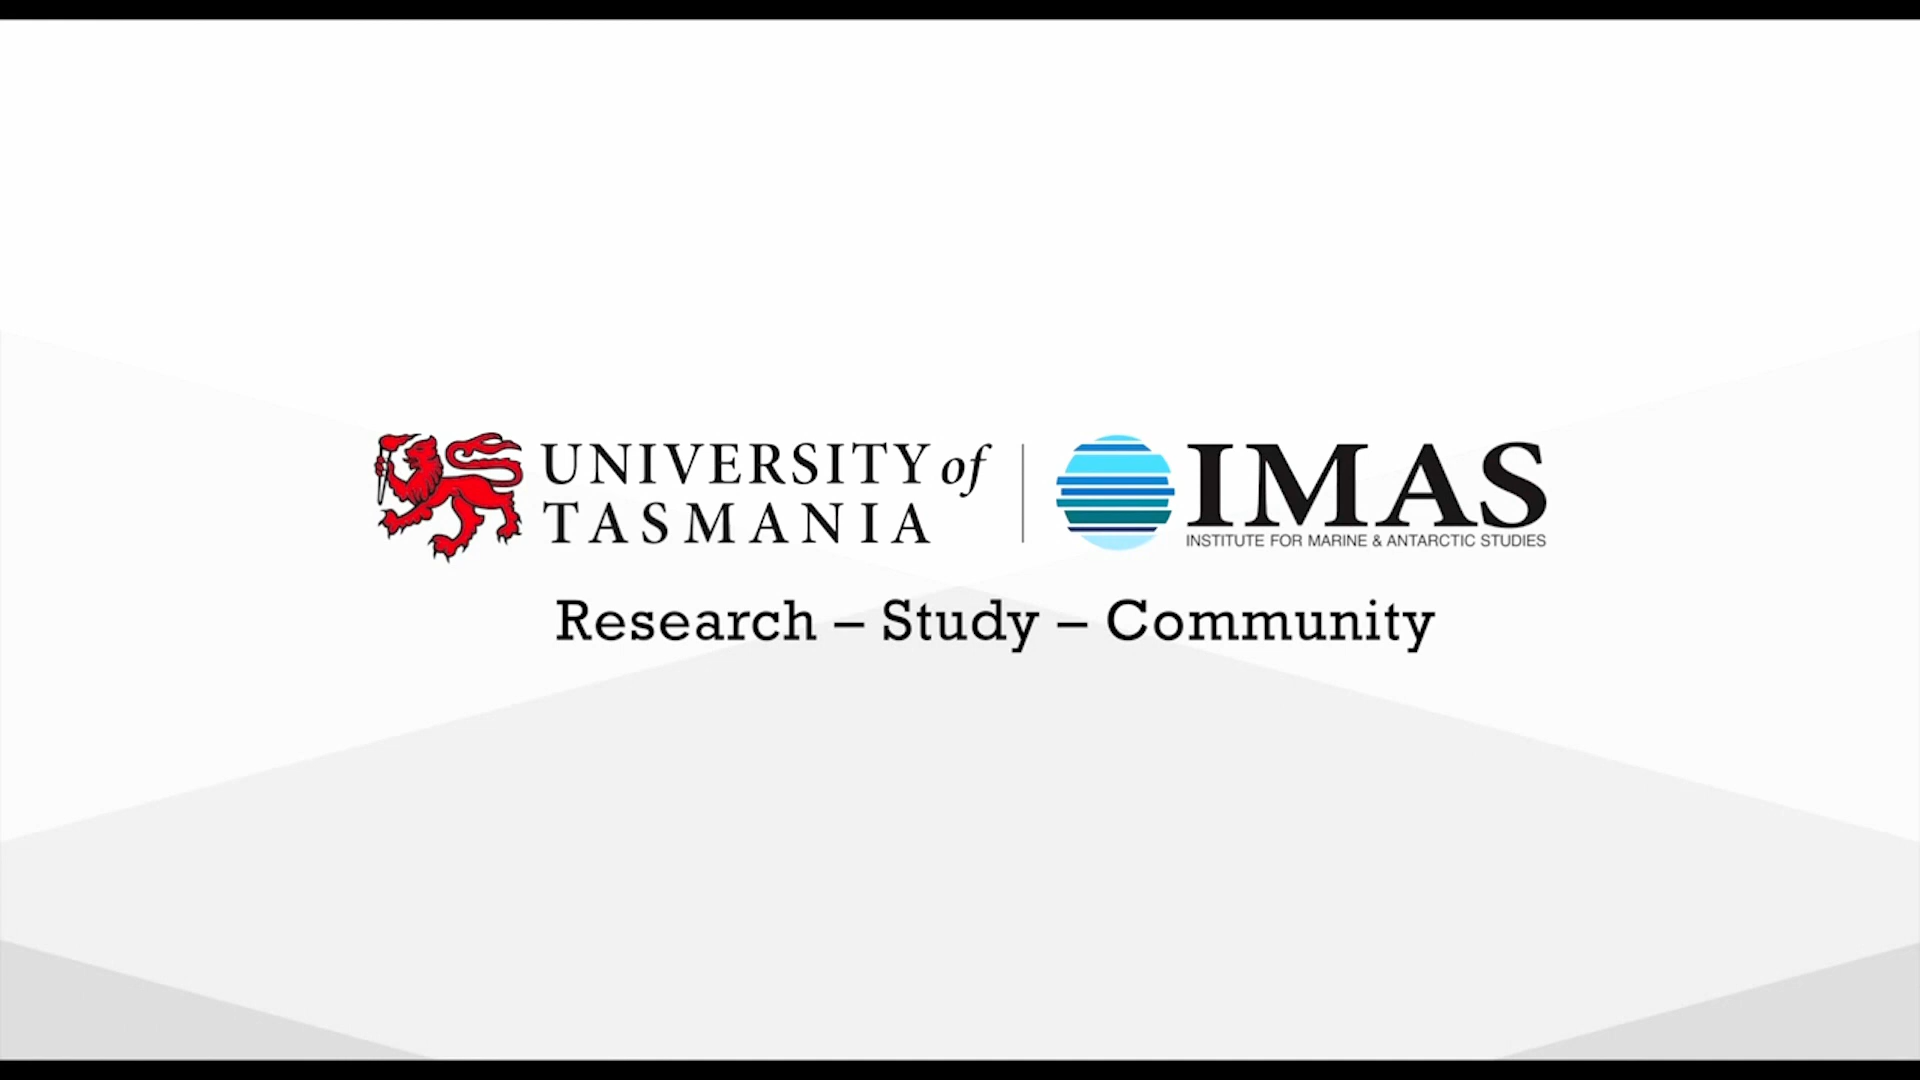 UNIVERSITY of
TASMANIA
IMAS
INSTITUTE FOR MARINE & ANTARCTIC STUDIES
Research – Study – Community